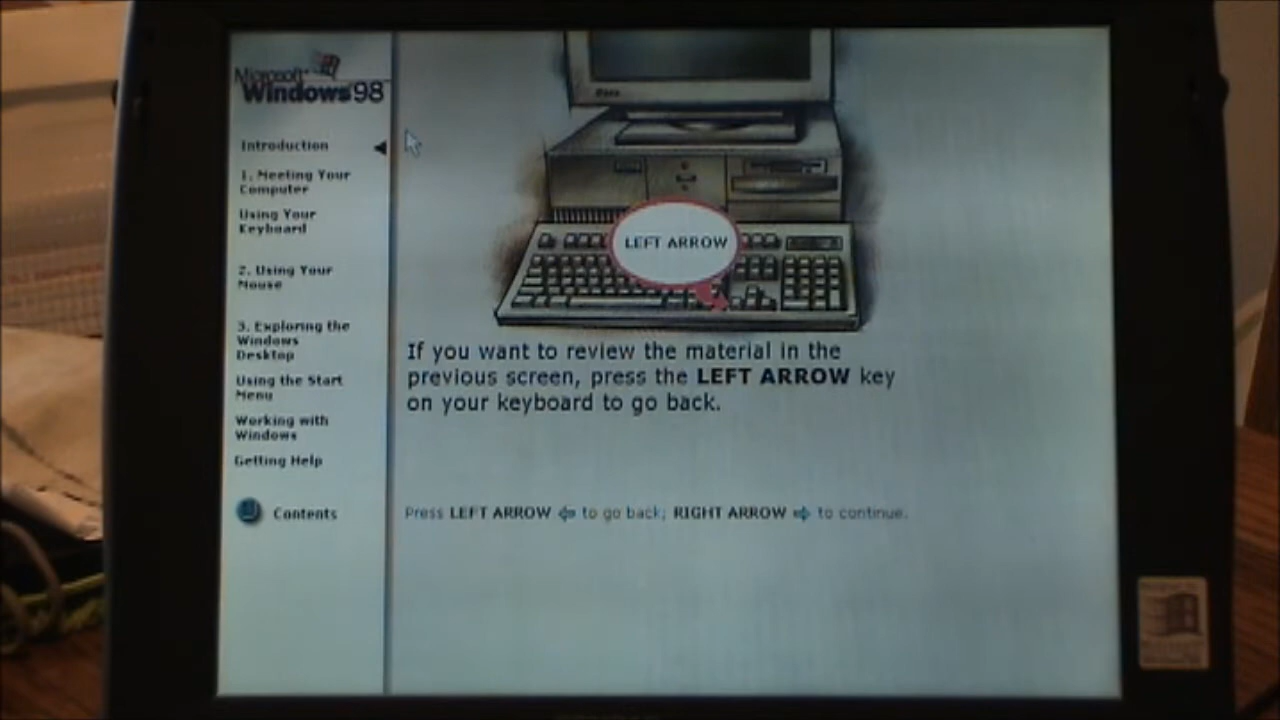 Microsoft
Windows 98
Introduction
1. Meeting Your
Computer
Using Your
Keyboard
2. Using Your
Mouse
3. Exploring the
Windows
Desktop
Using the Start
Menu
Working with
Windows
Getting Help
Contents
LEFT ARROW
If you want to review the material in the
previous screen, press the LEFT ARROW key
on your keyboard to go back.
Press LEFT ARROW to go back; RIGHT ARROW to continue.